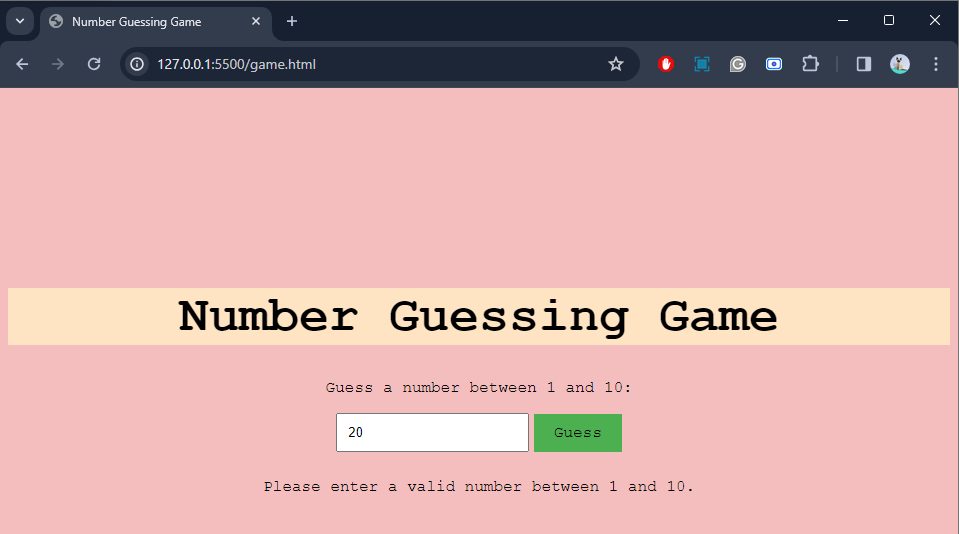 Number Guessing Game
127.0.0.1:5500/game.html
Number Guessing Game
Guess a number between 1 and 10:
20 Guess
Please enter a valid number between 1 and 10.